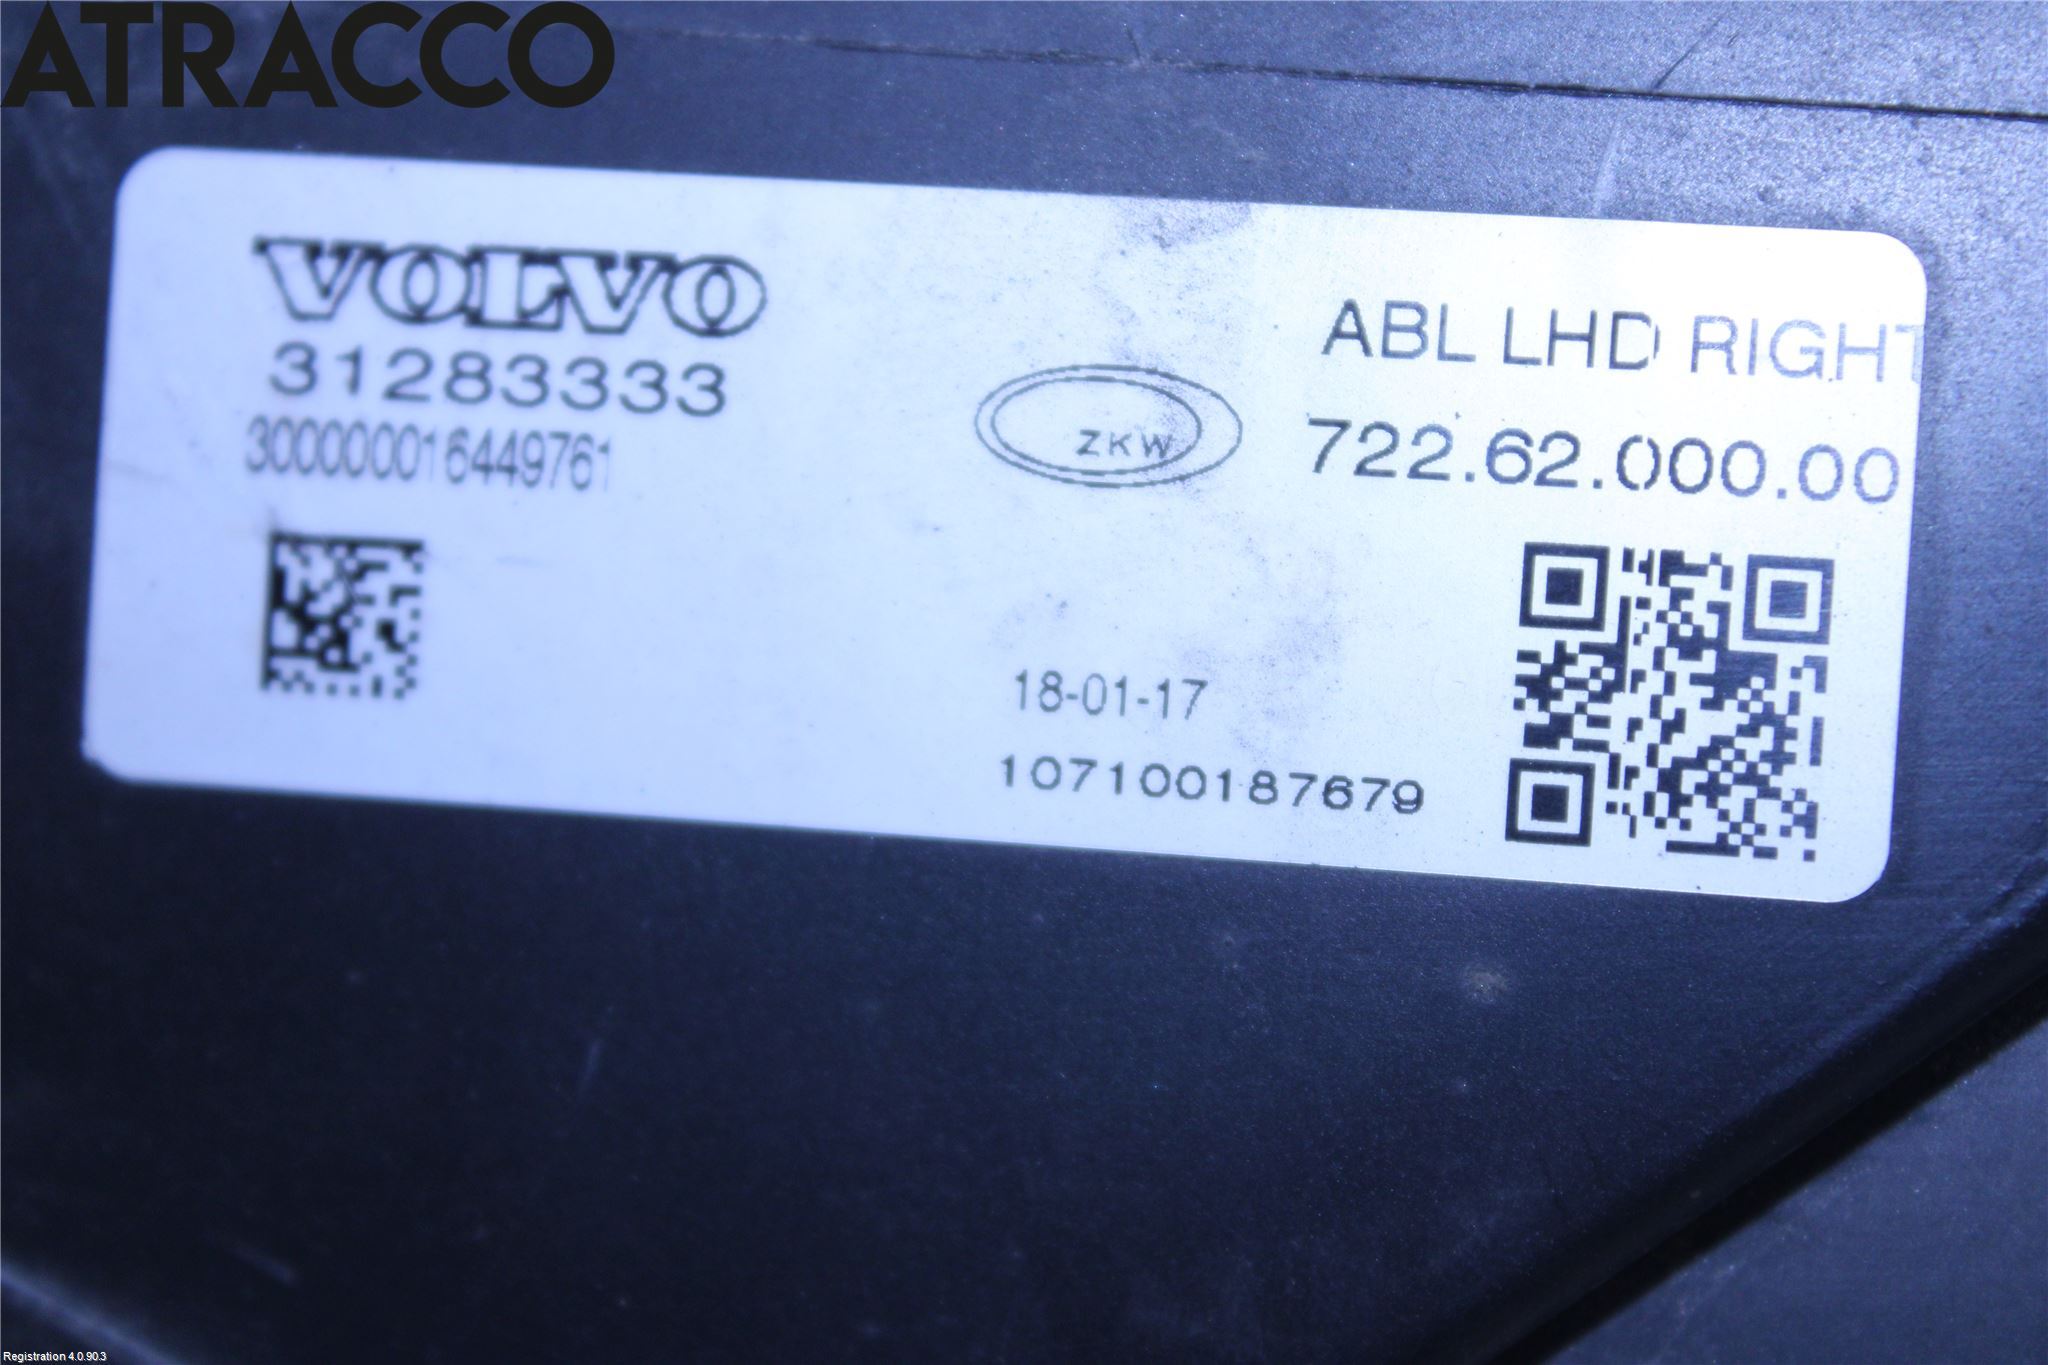 ATRACCO
VOLVO
31283333
300000016449761
ZKW
ABL LHD RIGHT
722.62.000.00
18-01-17
107100187679
Registration 4.0.90.3